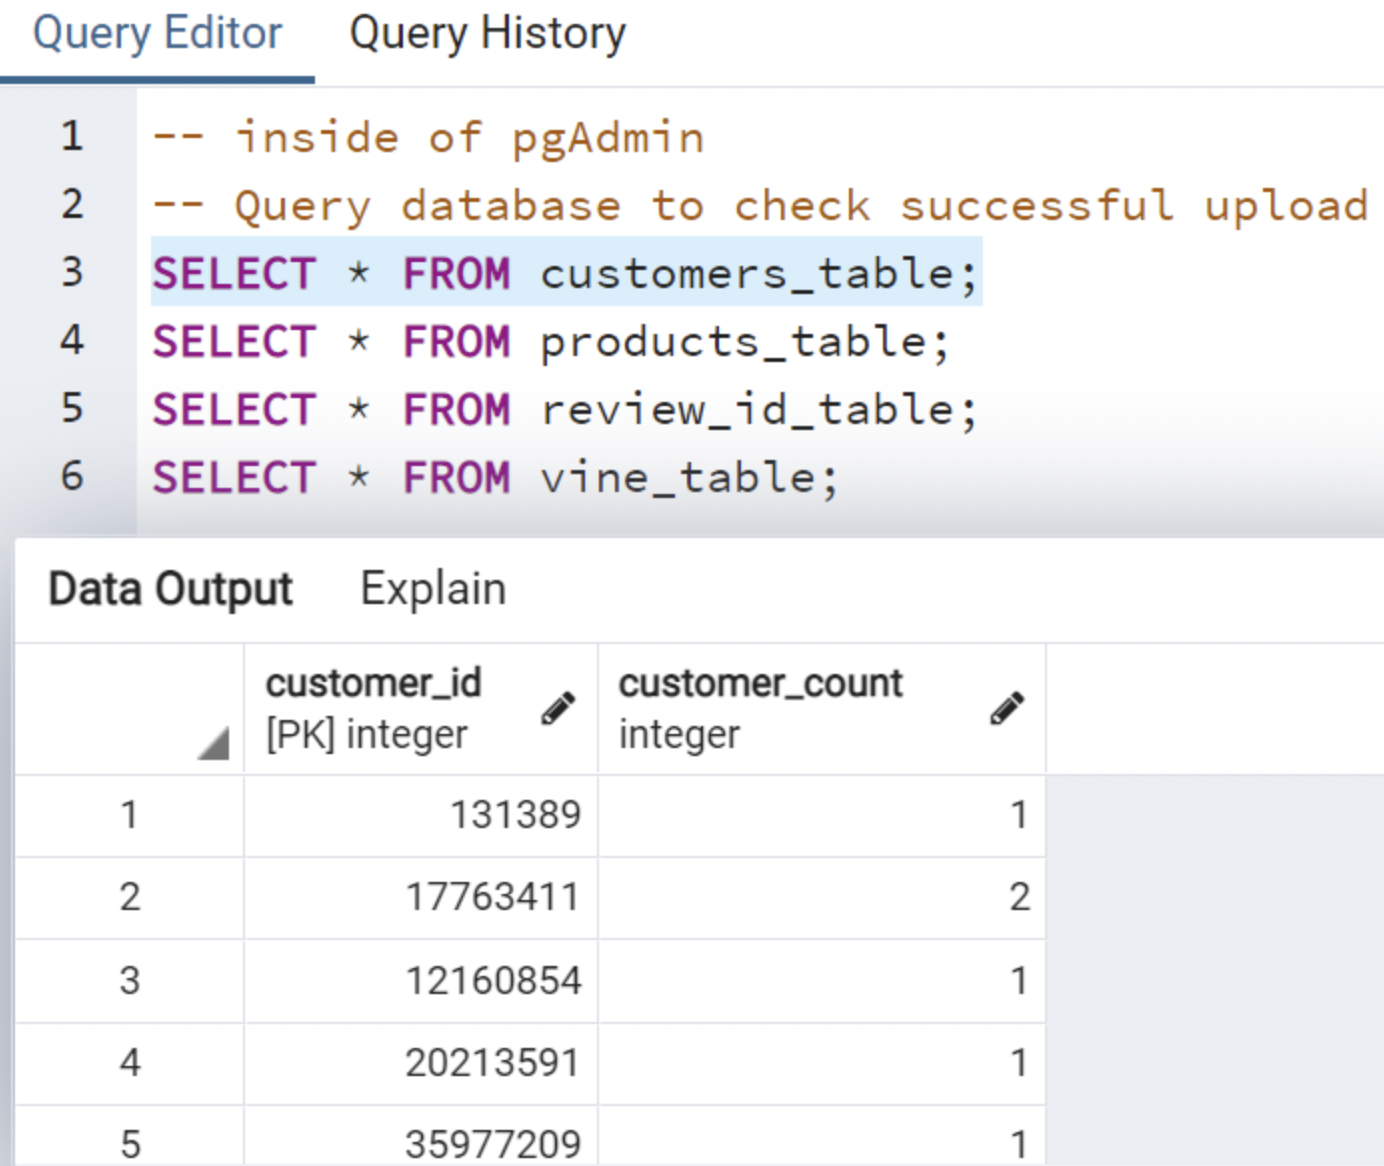 Query Editor Query History
1 -- inside of pgAdmin
2 -- Query database to check successful upload
3 SELECT * FROM customers_table;
4 SELECT * FROM products_table;
5 SELECT * FROM review_id_table;
6 SELECT * FROM vine_table;
Data Output Explain
customer_id customer_count
[PK] integer integer
1 131389 1
2 17763411 2
3 12160854 1
4 20213591 1
5 35977209 1